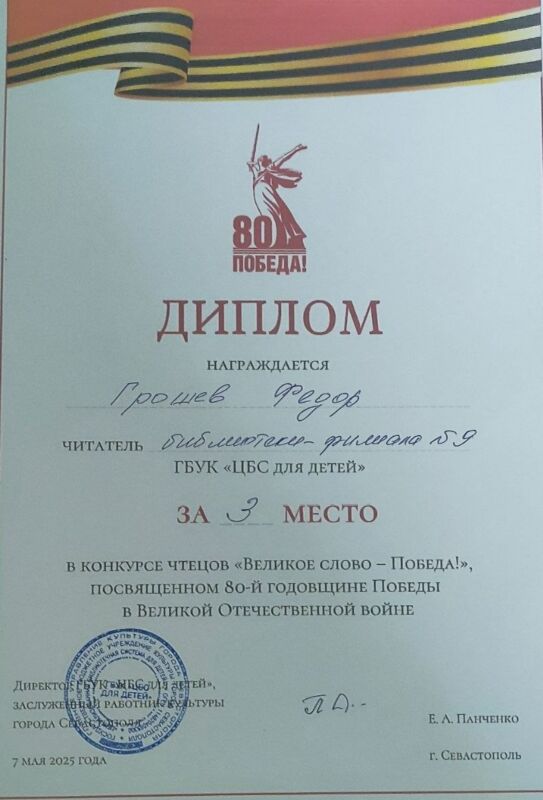 80
ПОБЕДА!
ДИПЛОМ
НАГРАЖДАЕТСЯ
Грошев Федор
ЧИТАТЕЛЬ библиотеки-филиала №9
ГБУК «ЦБС ДЛЯ ДЕТЕЙ»
ЗА 3 МЕСТО
В КОНКУРСЕ ЧТЕЦОВ «ВЕЛИКОЕ СЛОВО – ПОБЕДА!»,
ПОСВЯЩЕННОМ 80-Й ГОДОВЩИНЕ ПОБЕДЫ
В ВЕЛИКОЙ ОТЕЧЕСТВЕННОЙ ВОЙНЕ
ДИРЕКТОР ГБУК «ЦБС ДЛЯ ДЕТЕЙ»,
ЗАСЛУЖЕННЫЙ РАБОТНИК КУЛЬТУРЫ
ГОРОДА СЕВАСТОПОЛЯ
Е. А. ПАНЧЕНКО
7 МАЯ 2025 ГОДА
Г. СЕВАСТОПОЛЬ